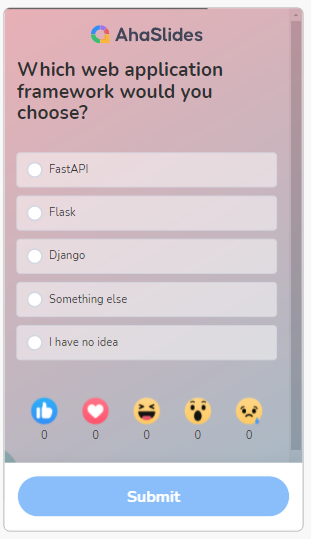 AhaSlides
Which web application
framework would you
choose?
FastAPI
Flask
Django
Something else
I have no idea
0 0 0 0 0
Submit